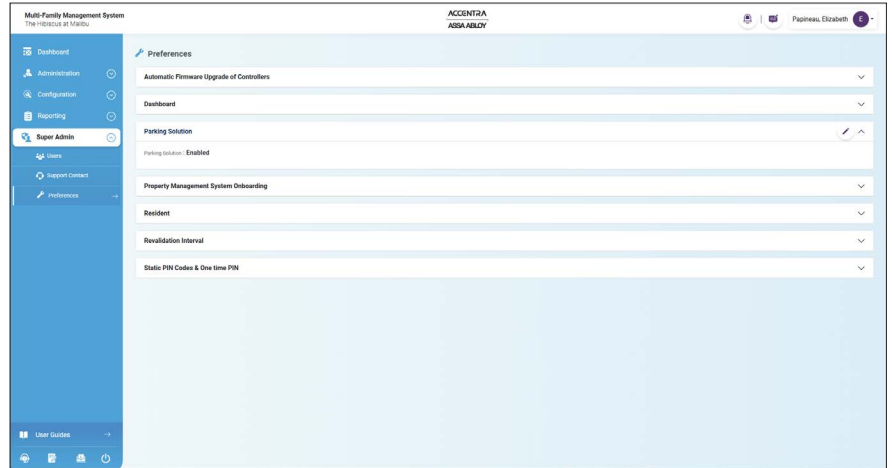 Multi-Family Management System
The Hibiscus at Malibu
ACCENTRA
ASSA ABLOY
Papineau, Elizabeth E
Dashboard
Administration
Configuration
Reporting
Super Admin
Users
Support Contact
Preferences
User Guides
Preferences
Automatic Firmware Upgrade of Controllers
Dashboard
Parking Solution
Parking Solution : Enabled
Property Management System Onboarding
Resident
Revalidation Interval
Static PIN Codes & One time PIN